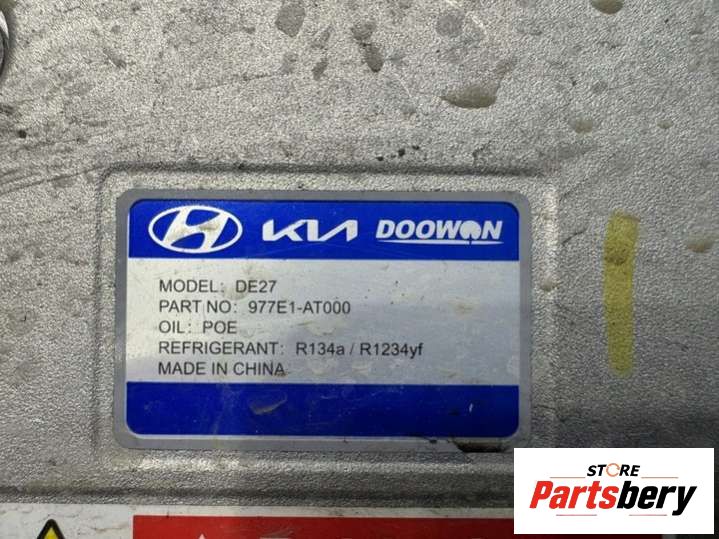 KIA DOOWON
MODEL: DE27
PART NO: 977E1-AT000
OIL: POE
REFRIGERANT: R134a / R1234yf
MADE IN CHINA
STORE
Partsbery